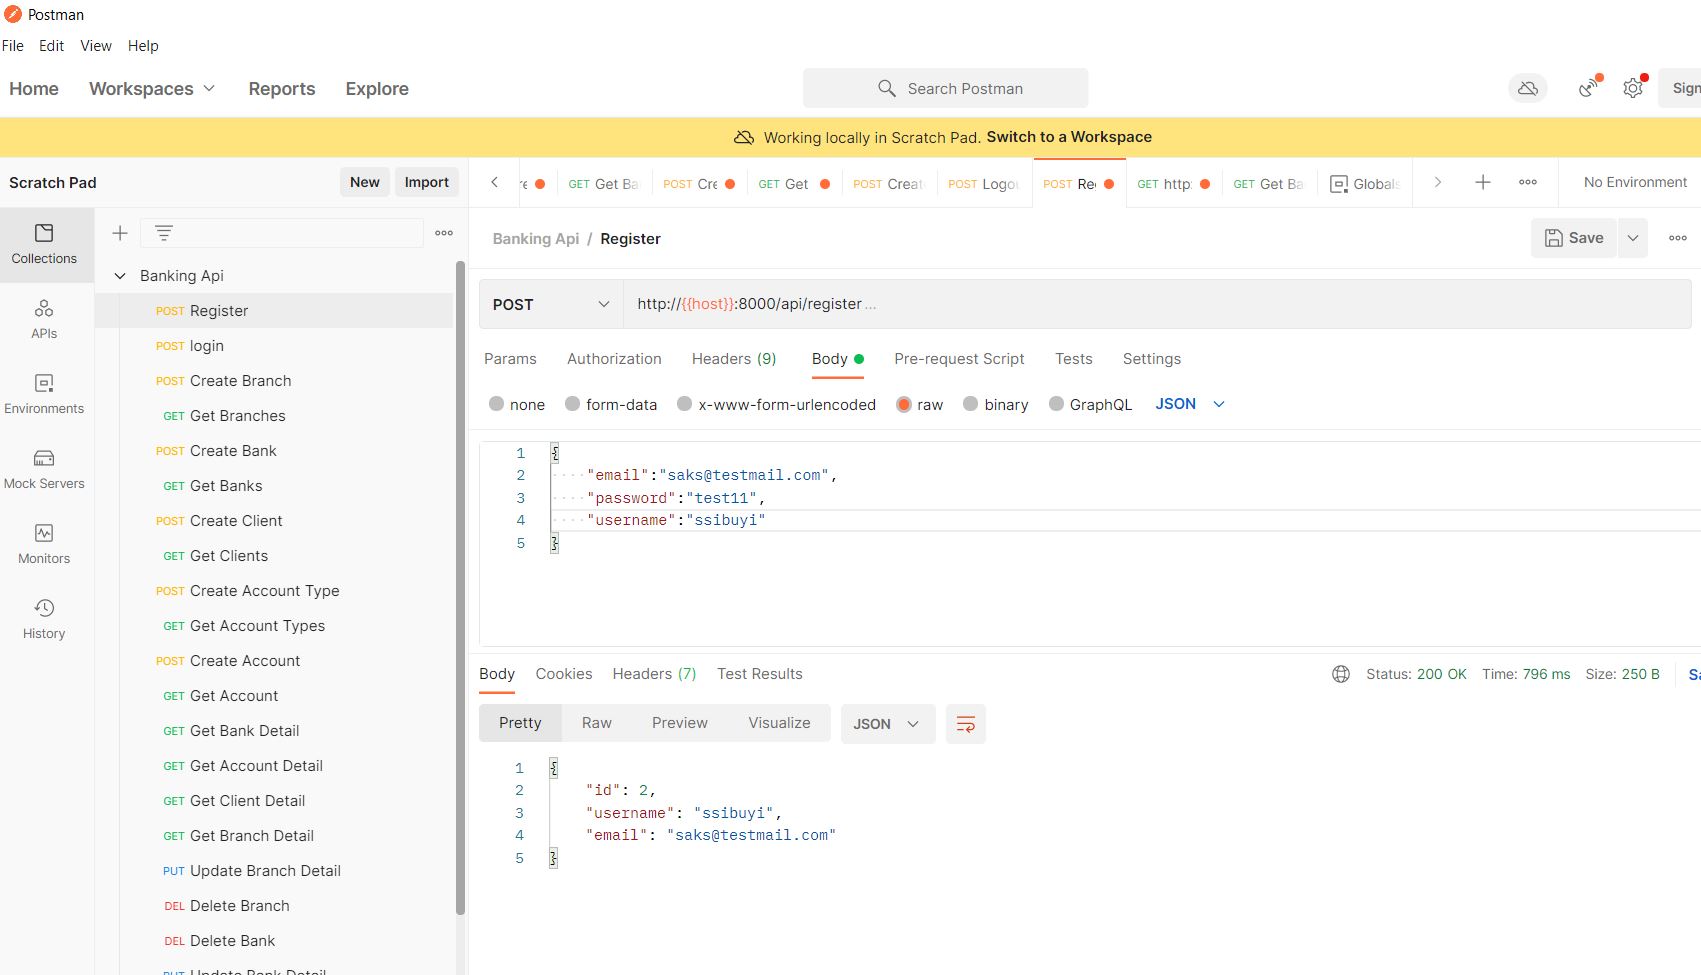 Postman
File Edit View Help
Home Workspaces Reports Explore Search Postman Sign
Working locally in Scratch Pad. Switch to a Workspace
Scratch Pad New Import
GET Get Ba POST Cre GET Get POST Creat POST Logou POST Reg GET http: GET Get Ba Globals No Environment
Collections
APIs
Environments
Mock Servers
Monitors
History
Banking Api
POST Register
POST login
POST Create Branch
GET Get Branches
POST Create Bank
GET Get Banks
POST Create Client
GET Get Clients
POST Create Account Type
GET Get Account Types
POST Create Account
GET Get Account
GET Get Bank Detail
GET Get Account Detail
GET Get Client Detail
GET Get Branch Detail
PUT Update Branch Detail
DEL Delete Branch
DEL Delete Bank
PUT Update Bank Detail
Banking Api / Register Save
POST http://{{host}}:8000/api/register ...
Params Authorization Headers (9) Body Pre-request Script Tests Settings
none form-data x-www-form-urlencoded raw binary GraphQL JSON
1 {
2 "email":"saks@testmail.com",
3 "password":"test11",
4 "username":"ssibuyi"
5 }
Body Cookies Headers (7) Test Results Status: 200 OK Time: 796 ms Size: 250 B Sa
Pretty Raw Preview Visualize JSON
1 {
2 "id": 2,
3 "username": "ssibuyi",
4 "email": "saks@testmail.com"
5 }